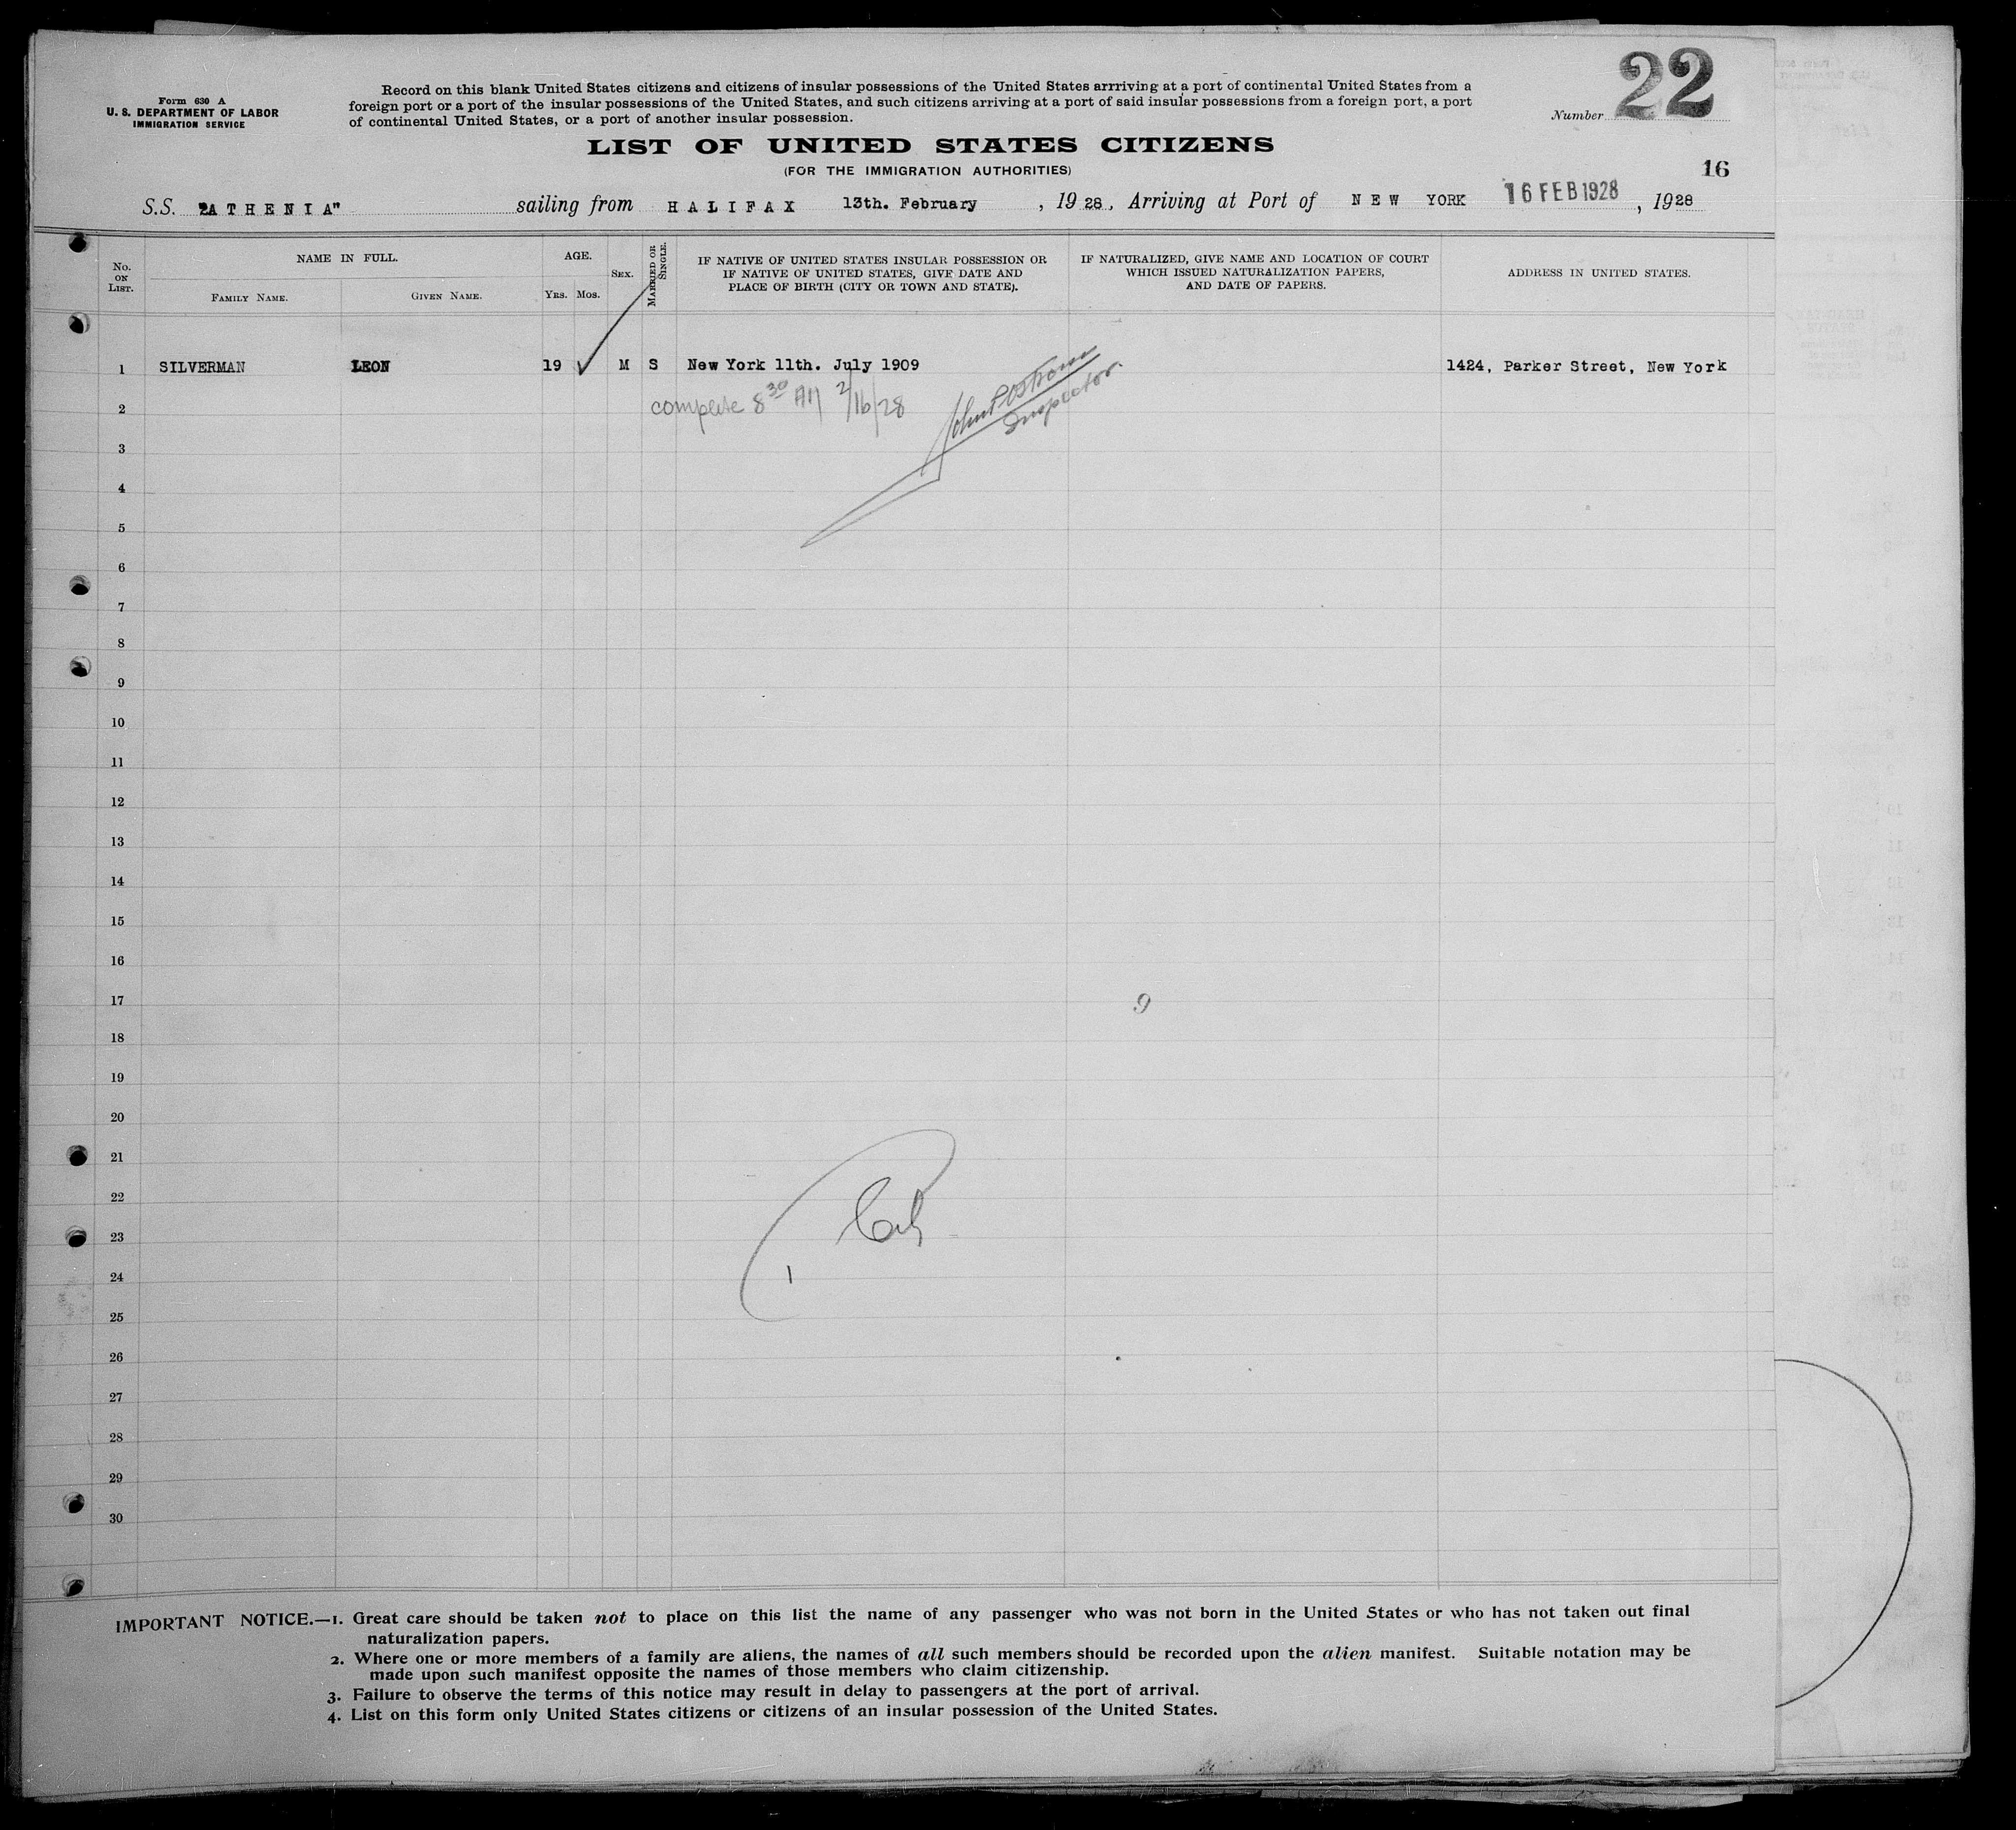 Form 630 A
U. S. DEPARTMENT OF LABOR
IMMIGRATION SERVICE
Record on this blank United States citizens and citizens of insular possessions of the United States arrriving at a port of continental United States from a
foreign port or a port of the insular possessions of the United States, and such citizens arriving at a port of said insular possessions from a foreign port, a port
of continental United States, or a port of another insular possession.
Number 22
LIST OF UNITED STATES CITIZENS
(FOR THE IMMIGRATION AUTHORITIES)
16
S.S. "ATHENIA" sailing from HALIFAX 13th. February, 1928, Arriving at Port of NEW YORK 16 FEB 1928, 1928
No. ON LIST.
NAME IN FULL.
FAMILY NAME.
GIVEN NAME.
AGE.
YRS. MOS.
SEX.
MARRIED OR SINGLE.
IF NATIVE OF UNITED STATES INSULAR POSSESSION OR
IF NATIVE OF UNITED STATES, GIVE DATE AND
PLACE OF BIRTH (CITY OR TOWN AND STATE).
IF NATURALIZED, GIVE NAME AND LOCATION OF COURT
WHICH ISSUED NATURALIZATION PAPERS,
AND DATE OF PAPERS.
ADDRESS IN UNITED STATES.
1 SILVERMAN LEON 19 M S New York 11th. July 1909 1424, Parker Street, New York
2 complete 8 30 AM 2/16/28
Inspector.
3
4
5
6
7
8
9
10
11
12
13
14
15
16
17 9
18
19
20
21
22
23
24 1
25
26
27
28
29
30
IMPORTANT NOTICE.—1. Great care should be taken not to place on this list the name of any passenger who was not born in the United States or who has not taken out final
naturalization papers.
2. Where one or more members of a family are aliens, the names of all such members should be recorded upon the alien manifest. Suitable notation may be
made upon such manifest opposite the names of those members who claim citizenship.
3. Failure to observe the terms of this notice may result in delay to passengers at the port of arrival.
4. List on this form only United States citizens or citizens of an insular possession of the United States.